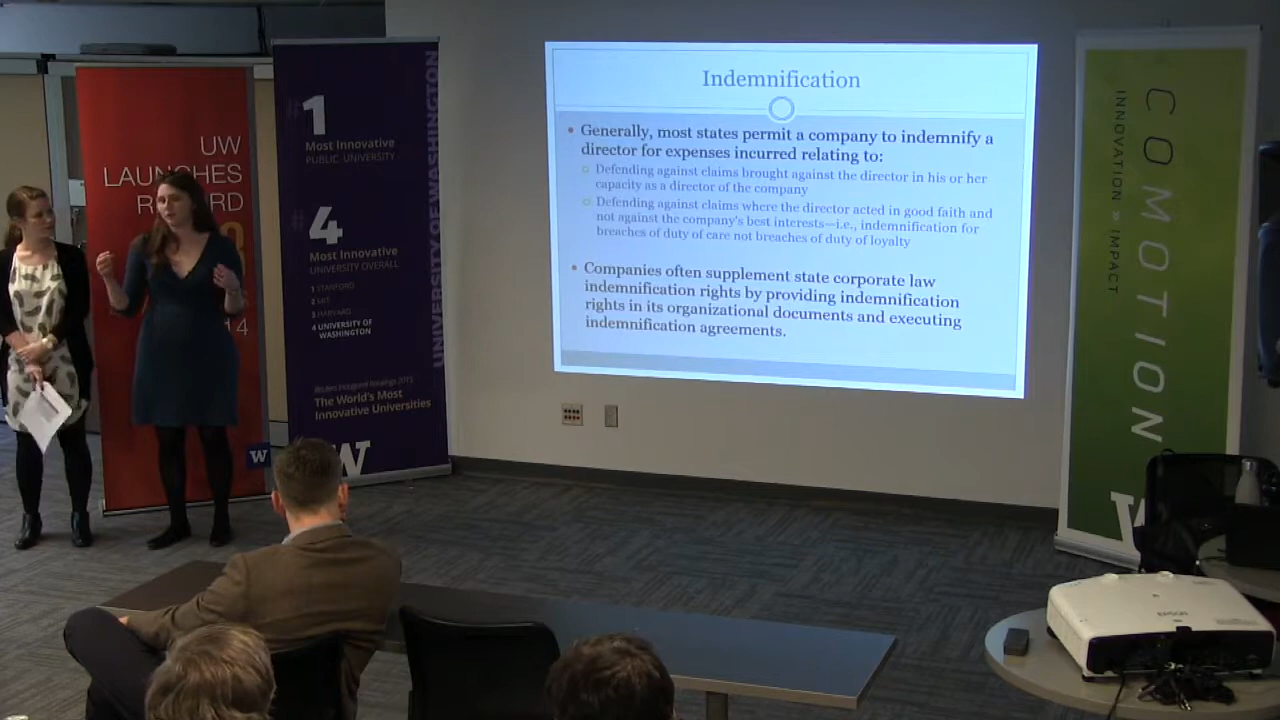 UW
LAUNCHES
1
Most Innovative
PUBLIC UNIVERSITY
4
Most Innovative
UNIVERSITY OVERALL
1 STANFORD
2 MIT
3 HARVARD
4 UNIVERSITY OF
WASHINGTON
The World's Most
Innovative Universities
W
W
UNIVERSITY OF WASHINGTON
Indemnification
• Generally, most states permit a company to indemnify a
director for expenses incurred relating to:
Defending against claims brought against the director in his or her
capacity as a director of the company
Defending against claims where the director acted in good faith and
not against the company's best interests—i.e., indemnification for
breaches of duty of care not breaches of duty of loyalty
• Companies often supplement state corporate law
indemnification rights by providing indemnification
rights in its organizational documents and executing
indemnification agreements.
COMOTION
INNOVATION » IMPACT
W
EPSON